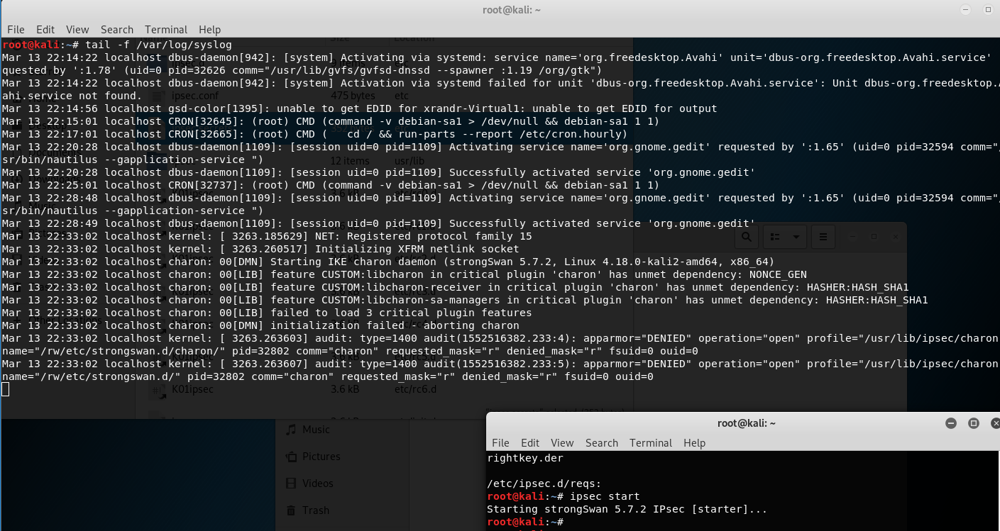 root@kali: ~
File Edit View Search Terminal Help
root@kali:~# tail -f /var/log/syslog
Mar 13 22:14:22 localhost dbus-daemon[942]: [system] Activating via systemd: service name='org.freedesktop.Avahi' unit='dbus-org.freedesktop.Avahi.service'
quested by ':1.78' (uid=0 pid=32626 comm="/usr/lib/gvfs/gvfsd-dnssd --spawner :1.19 /org/gtk")
Mar 13 22:14:22 localhost dbus-daemon[942]: [system] Activation via systemd failed for unit 'dbus-org.freedesktop.Avahi.service': Unit dbus-org.freedesktop.A
ahi.service not found.
Mar 13 22:14:56 localhost gsd-color[1395]: unable to get EDID for xrandr-Virtual1: unable to get EDID for output
Mar 13 22:15:01 localhost CRON[32645]: (root) CMD (command -v debian-sa1 > /dev/null && debian-sa1 1 1)
Mar 13 22:17:01 localhost CRON[32665]: (root) CMD (   cd / && run-parts --report /etc/cron.hourly)
Mar 13 22:20:28 localhost dbus-daemon[1109]: [session uid=0 pid=1109] Activating service name='org.gnome.gedit' requested by ':1.65' (uid=0 pid=32594 comm="/
sr/bin/nautilus --gapplication-service ")
Mar 13 22:20:28 localhost dbus-daemon[1109]: [session uid=0 pid=1109] Successfully activated service 'org.gnome.gedit'
Mar 13 22:25:01 localhost CRON[32737]: (root) CMD (command -v debian-sa1 > /dev/null && debian-sa1 1 1)
Mar 13 22:28:48 localhost dbus-daemon[1109]: [session uid=0 pid=1109] Activating service name='org.gnome.gedit' requested by ':1.65' (uid=0 pid=32594 comm="/
sr/bin/nautilus --gapplication-service ")
Mar 13 22:28:49 localhost dbus-daemon[1109]: [session uid=0 pid=1109] Successfully activated service 'org.gnome.gedit'
Mar 13 22:33:02 localhost kernel: [ 3263.185629] NET: Registered protocol family 15
Mar 13 22:33:02 localhost kernel: [ 3263.260517] Initializing XFRM netlink socket
Mar 13 22:33:02 localhost charon: 00[DMN] Starting IKE charon daemon (strongSwan 5.7.2, Linux 4.18.0-kali2-amd64, x86_64)
Mar 13 22:33:02 localhost charon: 00[LIB] feature CUSTOM:libcharon in critical plugin 'charon' has unmet dependency: NONCE_GEN
Mar 13 22:33:02 localhost charon: 00[LIB] feature CUSTOM:libcharon-receiver in critical plugin 'charon' has unmet dependency: HASHER:HASH_SHA1
Mar 13 22:33:02 localhost charon: 00[LIB] feature CUSTOM:libcharon-sa-managers in critical plugin 'charon' has unmet dependency: HASHER:HASH_SHA1
Mar 13 22:33:02 localhost charon: 00[LIB] failed to load 3 critical plugin features
Mar 13 22:33:02 localhost charon: 00[DMN] initialization failed - aborting charon
Mar 13 22:33:02 localhost kernel: [ 3263.263603] audit: type=1400 audit(1552516382.233:4): apparmor="DENIED" operation="open" profile="/usr/lib/ipsec/charon
name="/rw/etc/strongswan.d/charon/" pid=32802 comm="charon" requested_mask="r" denied_mask="r" fsuid=0 ouid=0
Mar 13 22:33:02 localhost kernel: [ 3263.263607] audit: type=1400 audit(1552516382.233:5): apparmor="DENIED" operation="open" profile="/usr/lib/ipsec/charon
name="/rw/etc/strongswan.d/" pid=32802 comm="charon" requested_mask="r" denied_mask="r" fsuid=0 ouid=0
ipsec.conf 475 bytes etc
12 items usr/lib
K01ipsec 3.6 kB etc/rc6.d
Music
Pictures
Videos
Trash
root@kali: ~
File Edit View Search Terminal Help
rightkey.der
/etc/ipsec.d/reqs:
root@kali:~# ipsec start
Starting strongSwan 5.7.2 IPsec [starter]...
root@kali:~#